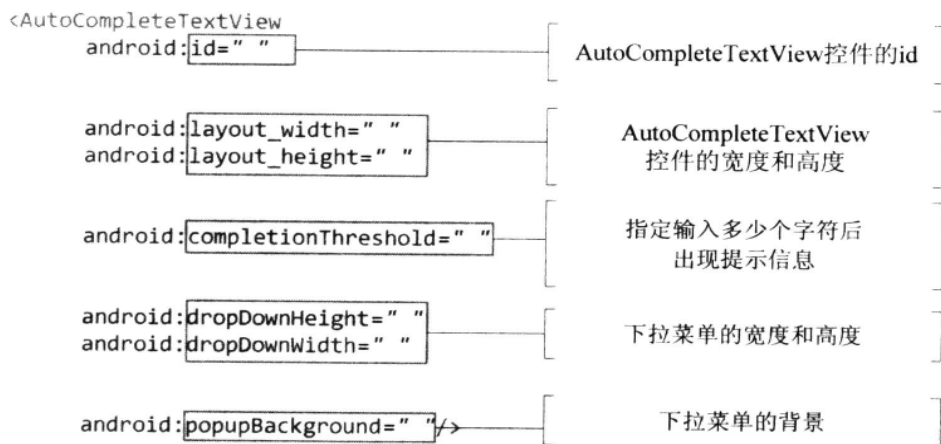 <AutoCompleteTextView
android:id=" "
AutoCompleteTextView控件的id
android:layout_width=" "
android:layout_height=" "
AutoCompleteTextView
控件的宽度和高度
android:completionThreshold=" "
指定输入多少个字符后
出现提示信息
android:dropDownHeight=" "
android:dropDownWidth=" "
下拉菜单的宽度和高度
android:popupBackground=" "/>
下拉菜单的背景